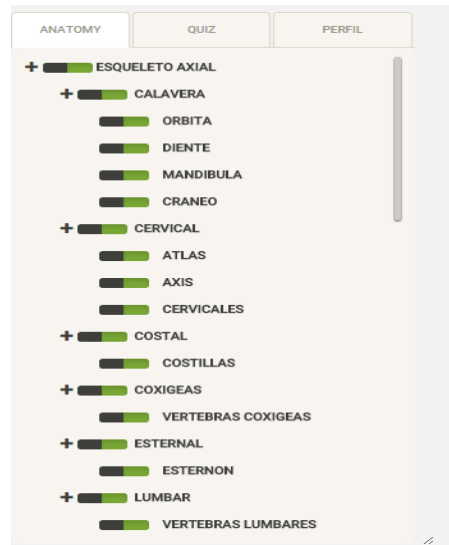 ANATOMY QUIZ PERFIL
ESQUELETO AXIAL
CALAVERA
ORBITA
DIENTE
MANDIBULA
CRANEO
CERVICAL
ATLAS
AXIS
CERVICALES
COSTAL
COSTILLAS
COXIGEAS
VERTEBRAS COXIGEAS
ESTERNAL
ESTERNON
LUMBAR
VERTEBRAS LUMBARES